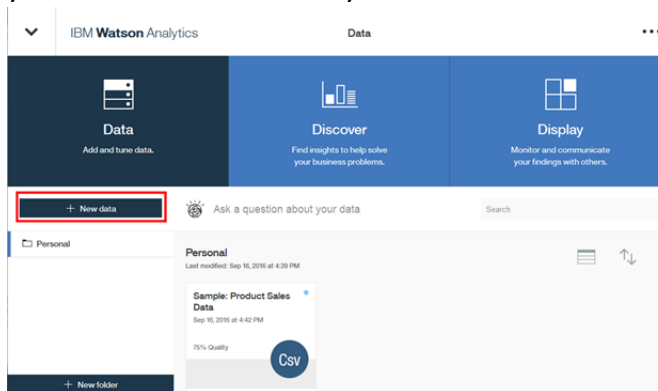 IBM Watson Analytics
Data
Data
Add and tune data.
Discover
Find insights to help solve
your business problems.
Display
Monitor and communicate
your findings with others.
+ New data
Ask a question about your data
Search
Personal
Personal
Last modified: Sep 16, 2016 at 4:39 PM
Sample: Product Sales
Data
Sep 16, 2016 at 4:42 PM
75% Quality
Csv
+ New folder